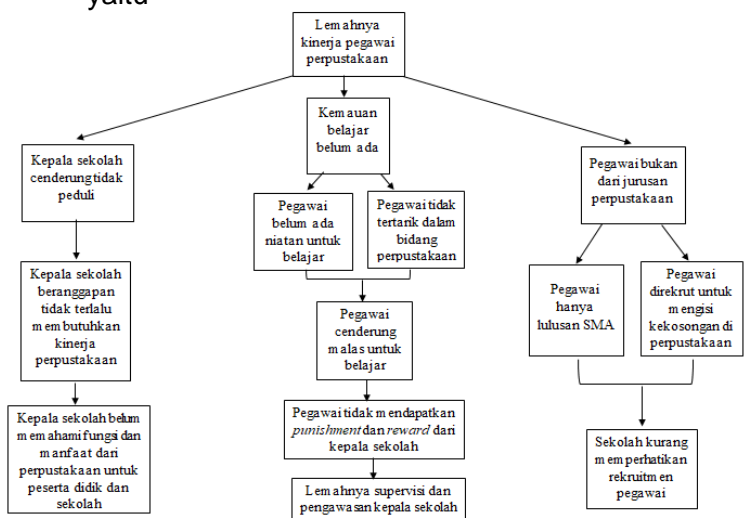 yaitu
Lemahnya
kinerja pegawai
perpustakaan
Kemauan
belajar
belum ada
Kepala sekolah
cenderung tidak
peduli
Pegawai bukan
dari jurusan
perpustakaan
Pegawai
belum ada
niatan untuk
belajar
Pegawai tidak
tertarik dalam
bidang
perpustakaan
Kepala sekolah
beranggapan
tidak terlalu
membutuhkan
kinerja
perpustakaan
Pegawai
hanya
lulusan SMA
Pegawai
direkrut untuk
mengisi
kekosongan di
perpustakaan
Pegawai
cenderung
malas untuk
belajar
Kepala sekolah belum
memahami fungsi dan
manfaat dari
perpustakaan untuk
peserta didik dan
sekolah
Pegawai tidak mendapatkan
punishment dan reward dari
kepala sekolah
Sekolah kurang
memperhatikan
rekruitmen
pegawai
Lemahnya supervisi dan
pengawasan kepala sekolah